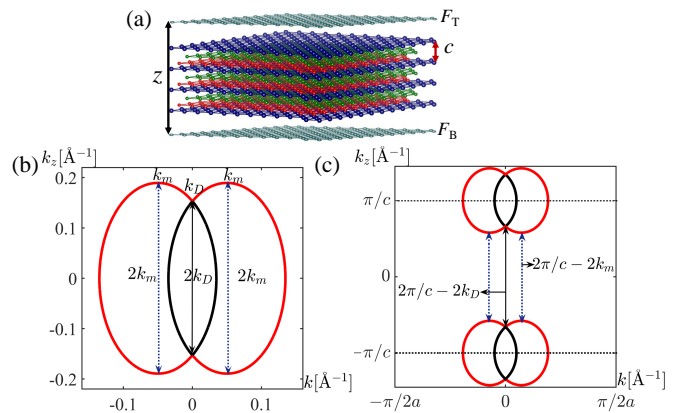 (a)
F_T
z
c
F_B
(b)
k_z[Å⁻¹]
k_m k_D k_m
0.2
0.1
2k_m 2k_D 2k_m
0
-0.1
-0.2
k[Å⁻¹]
-0.1 0 0.1
(c)
k_z[Å⁻¹]
π/c
2π/c − 2k_m
0
2π/c − 2k_D
−π/c
k[Å⁻¹]
−π/2a 0 π/2a